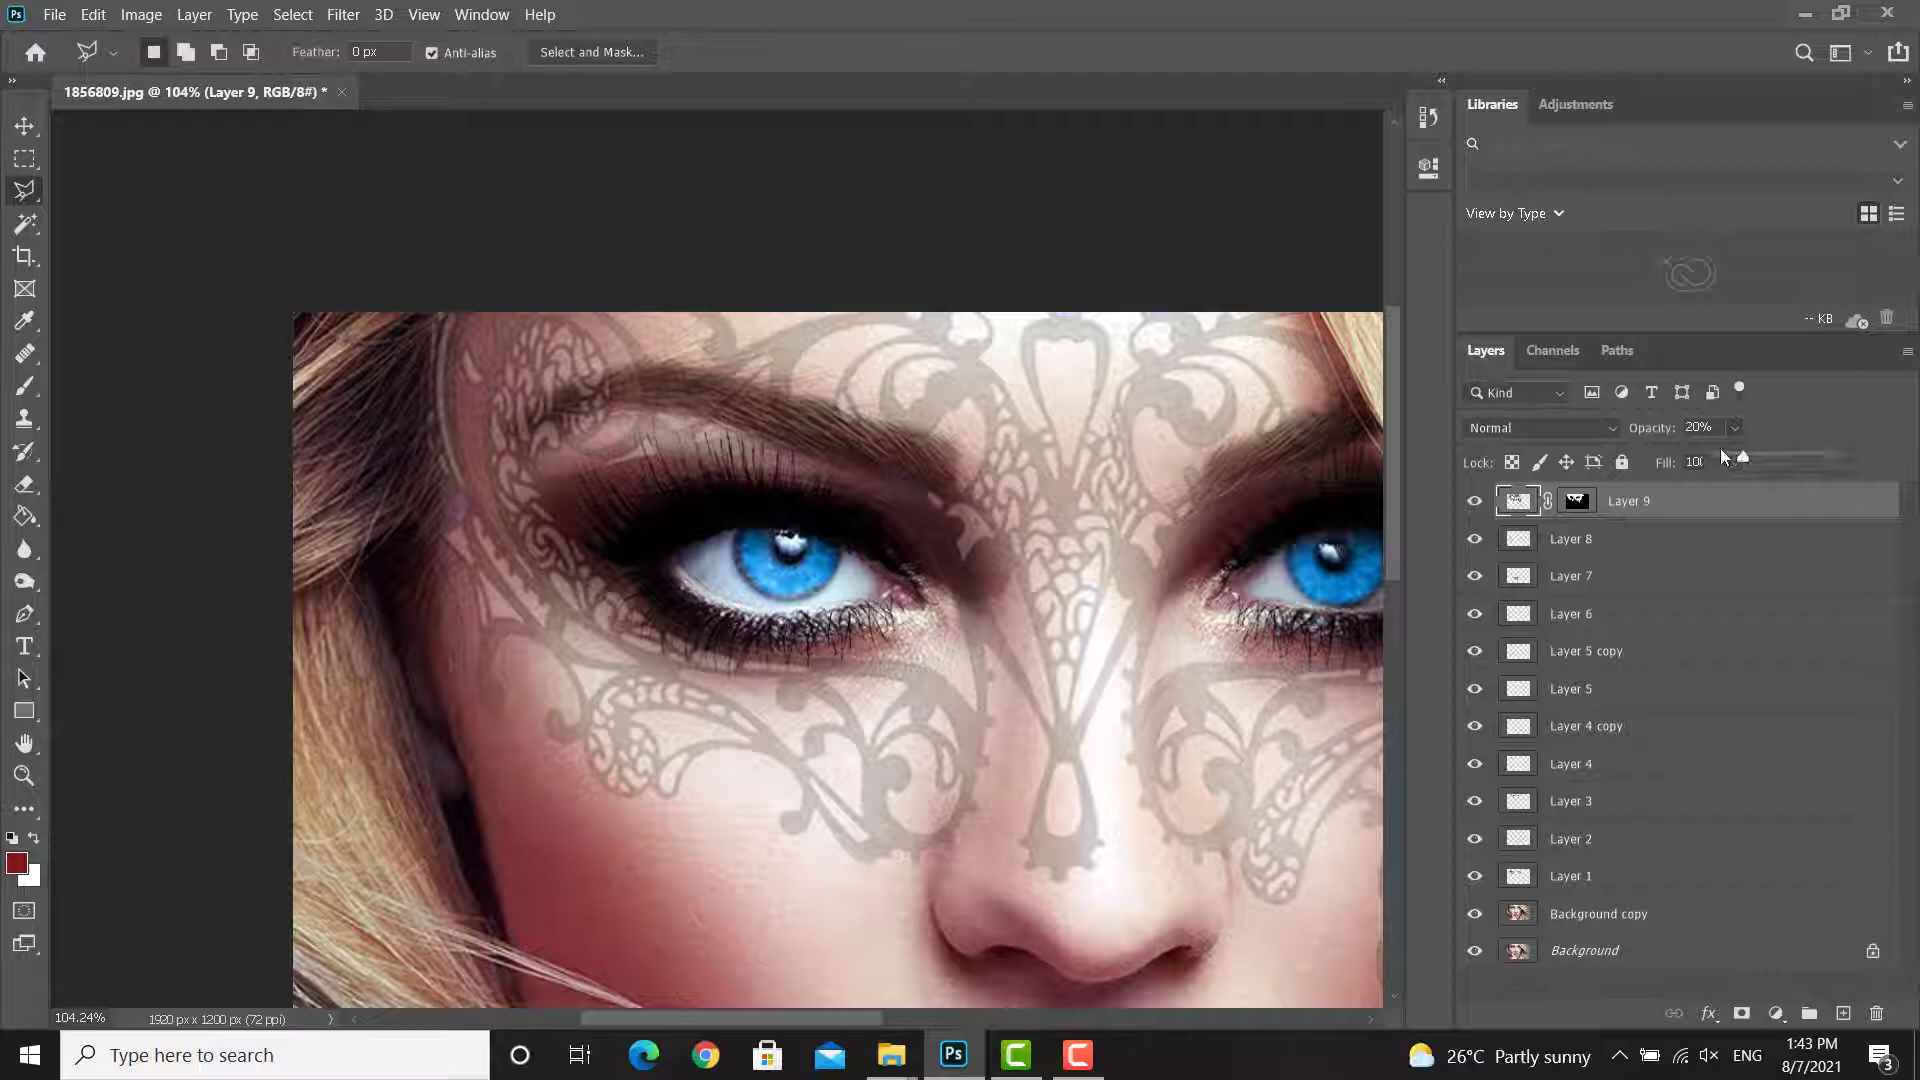 Ps File Edit Image Layer Type Select Filter 3D View Window Help
Feather: 0 px Anti-alias Select and Mask...
1856809.jpg @ 104% (Layer 9, RGB/8#) * ×
Libraries Adjustments
View by Type
-- KB
Layers Channels Paths
Kind
Normal Opacity: 20%
Lock: Fill: 100
Layer 9
Layer 8
Layer 7
Layer 6
Layer 5 copy
Layer 5
Layer 4 copy
Layer 4
Layer 3
Layer 2
Layer 1
Background copy
Background
fx
104.24% 1920 px x 1200 px (72 ppi)
Type here to search
Ps
26°C Partly sunny
ENG
1:43 PM
8/7/2021
3